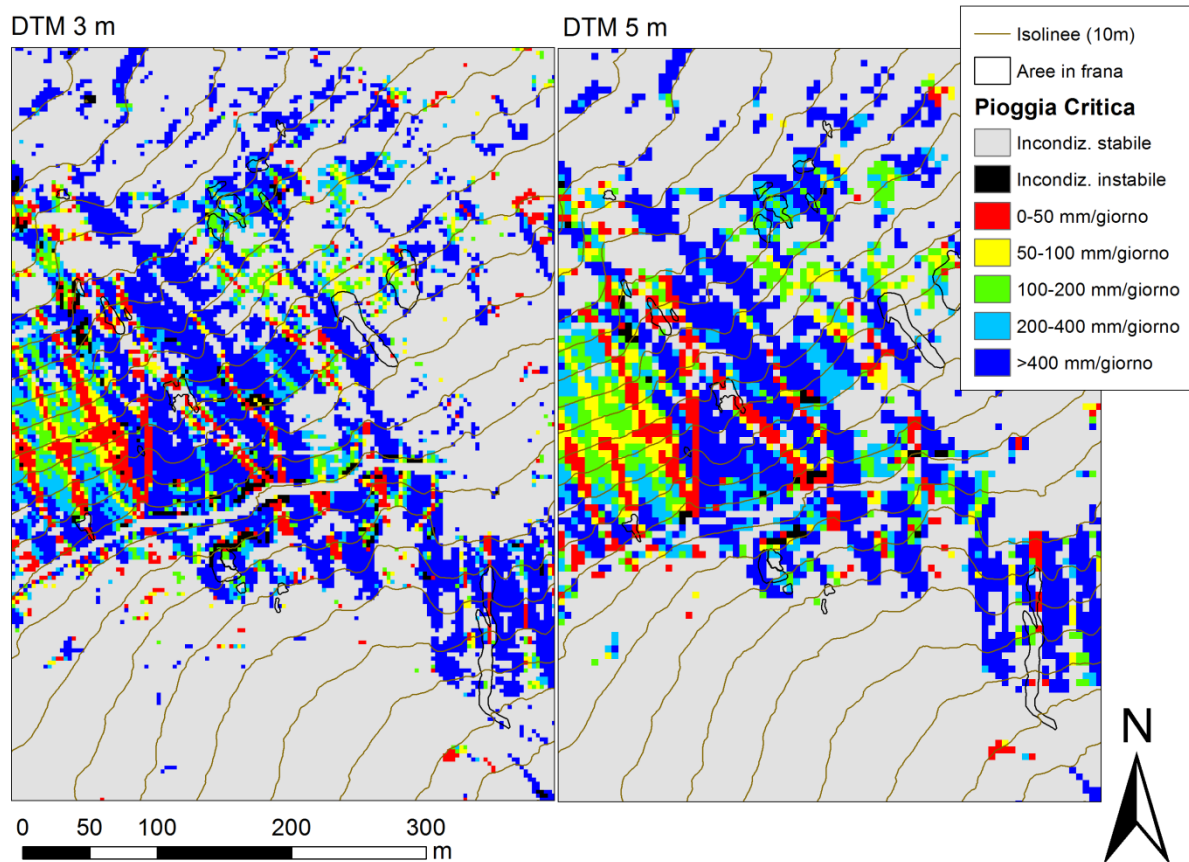 DTM 3 m
DTM 5 m
Isolinee (10m)
Aree in frana
Pioggia Critica
Incondiz. stabile
Incondiz. instabile
0-50 mm/giorno
50-100 mm/giorno
100-200 mm/giorno
200-400 mm/giorno
>400 mm/giorno
N
0 50 100 200 300
m